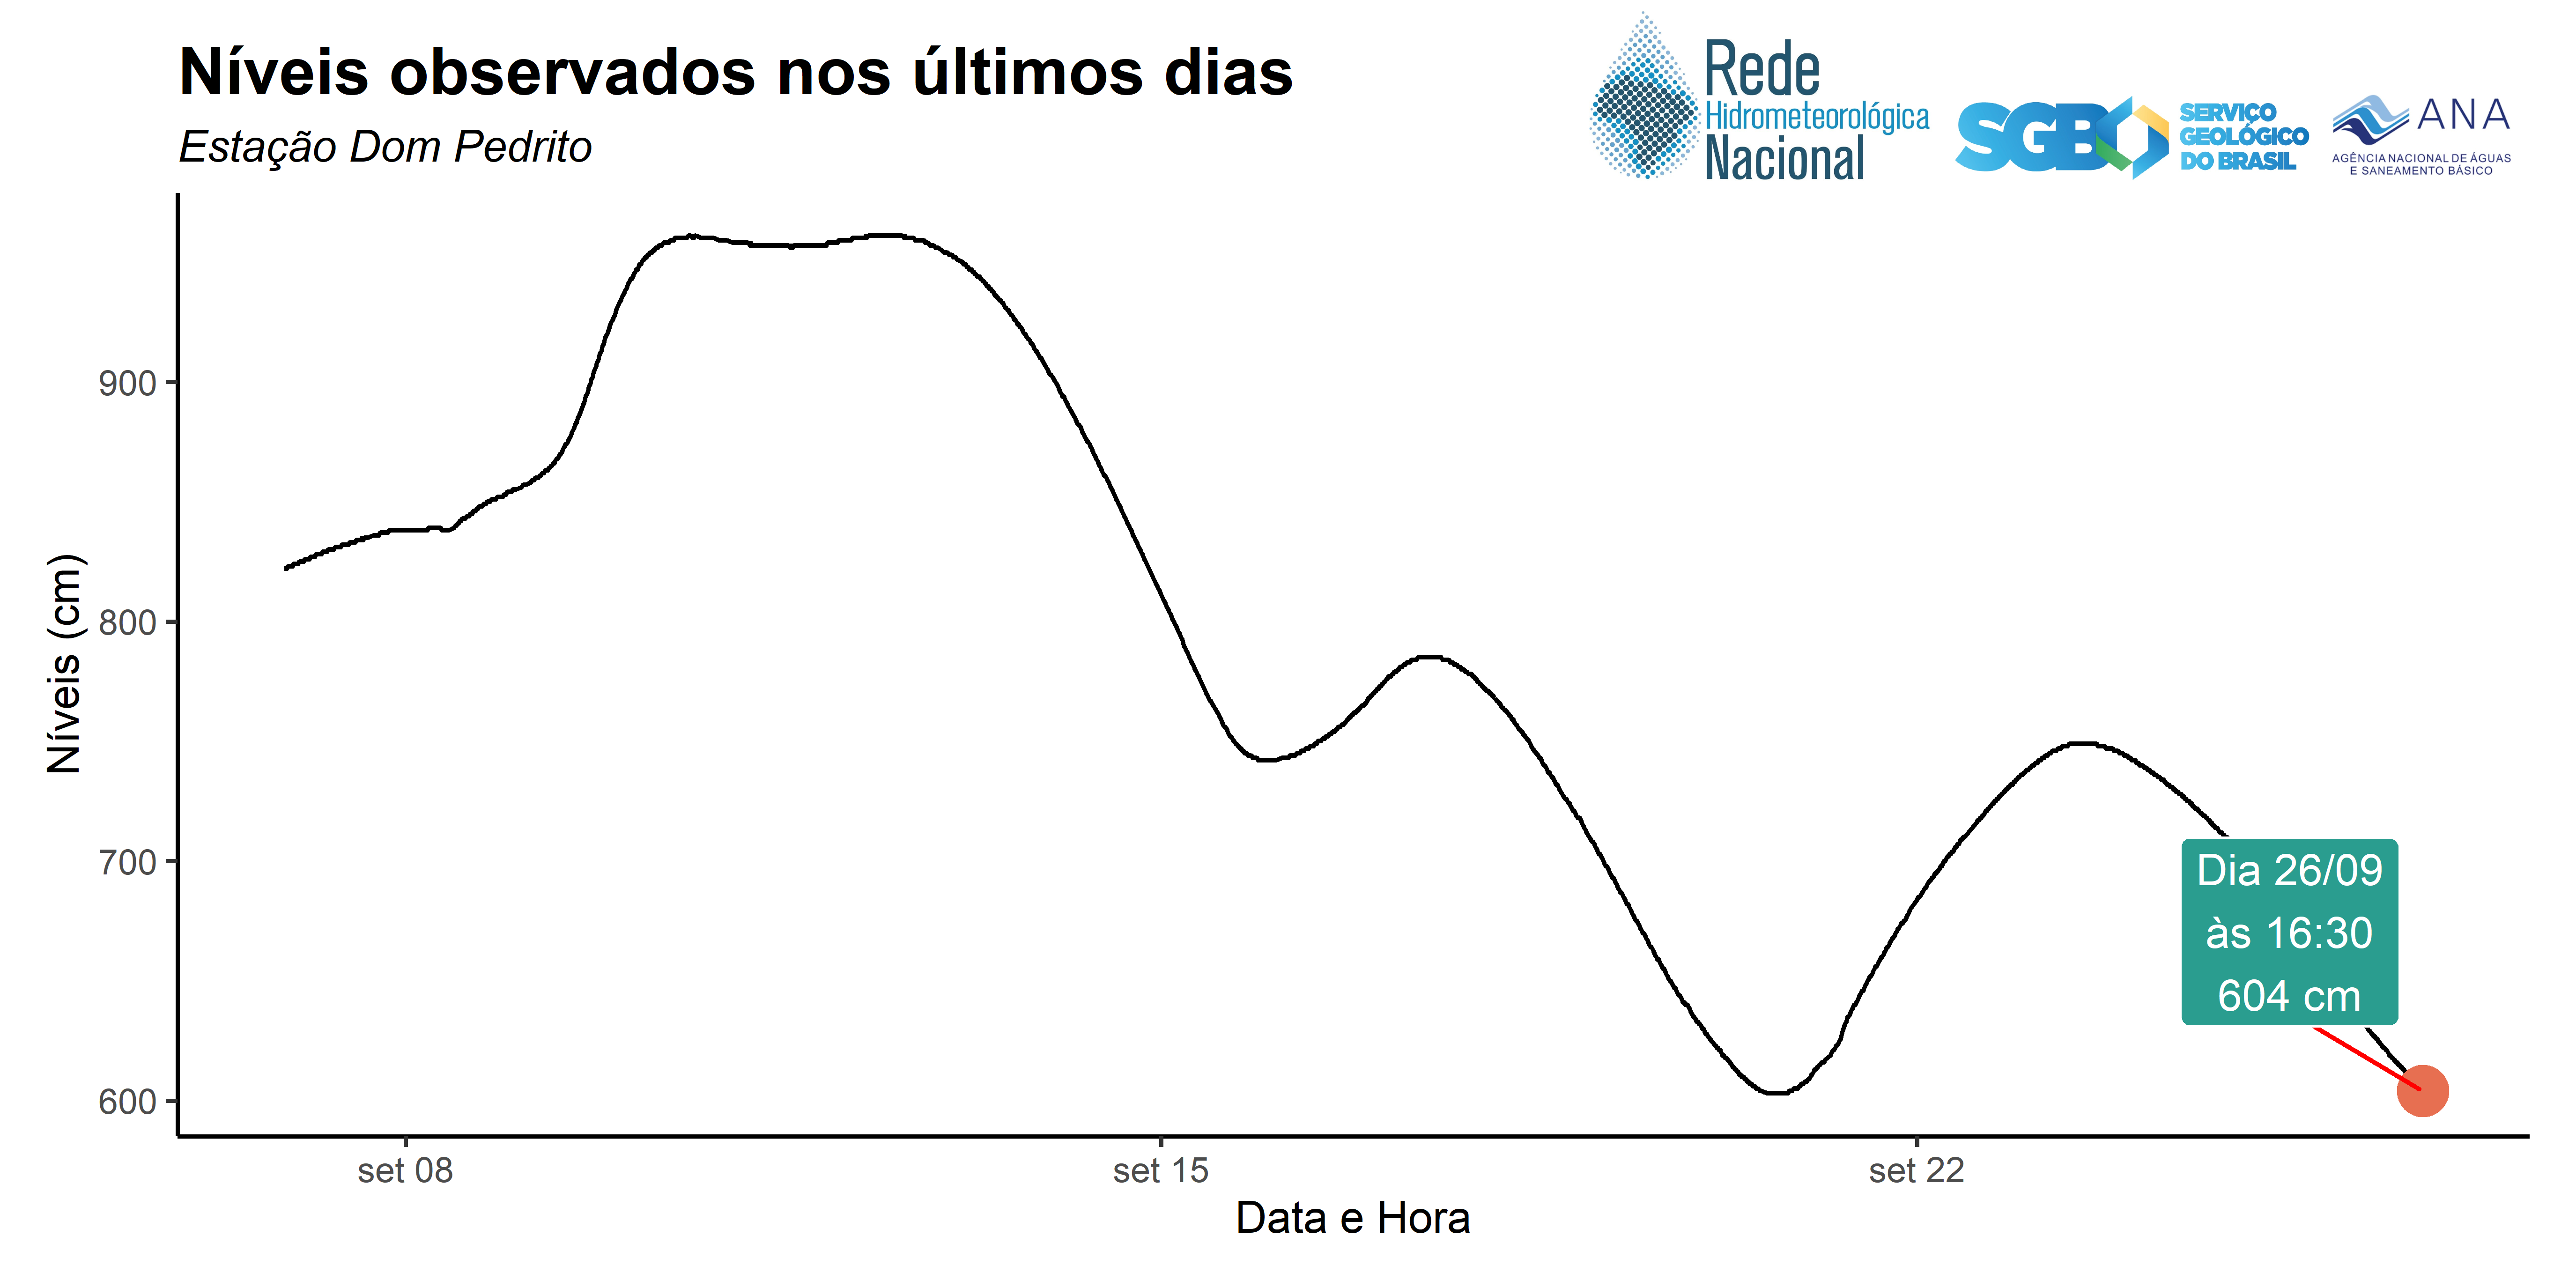 Níveis observados nos últimos dias
Estação Dom Pedrito
Rede
Hidrometeorológica
Nacional
SGB
SERVIÇO
GEOLÓGICO
DO BRASIL
ANA
AGÊNCIA NACIONAL DE ÁGUAS
E SANEAMENTO BÁSICO
Níveis (cm)
900
800
700
600
Dia 26/09
às 16:30
604 cm
set 08
set 15
set 22
Data e Hora